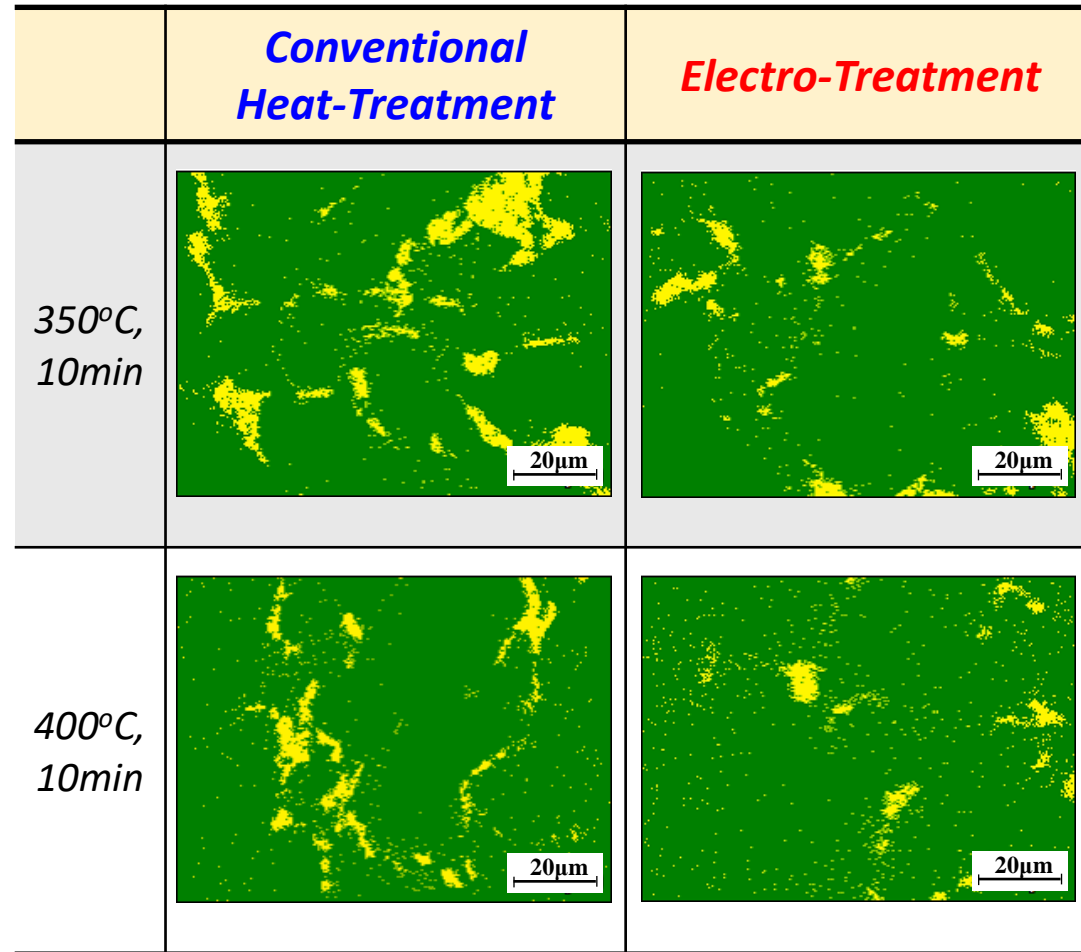 Conventional
Heat-Treatment
Electro-Treatment
350°C,
10min
20μm
20μm
400°C,
10min
20μm
20μm